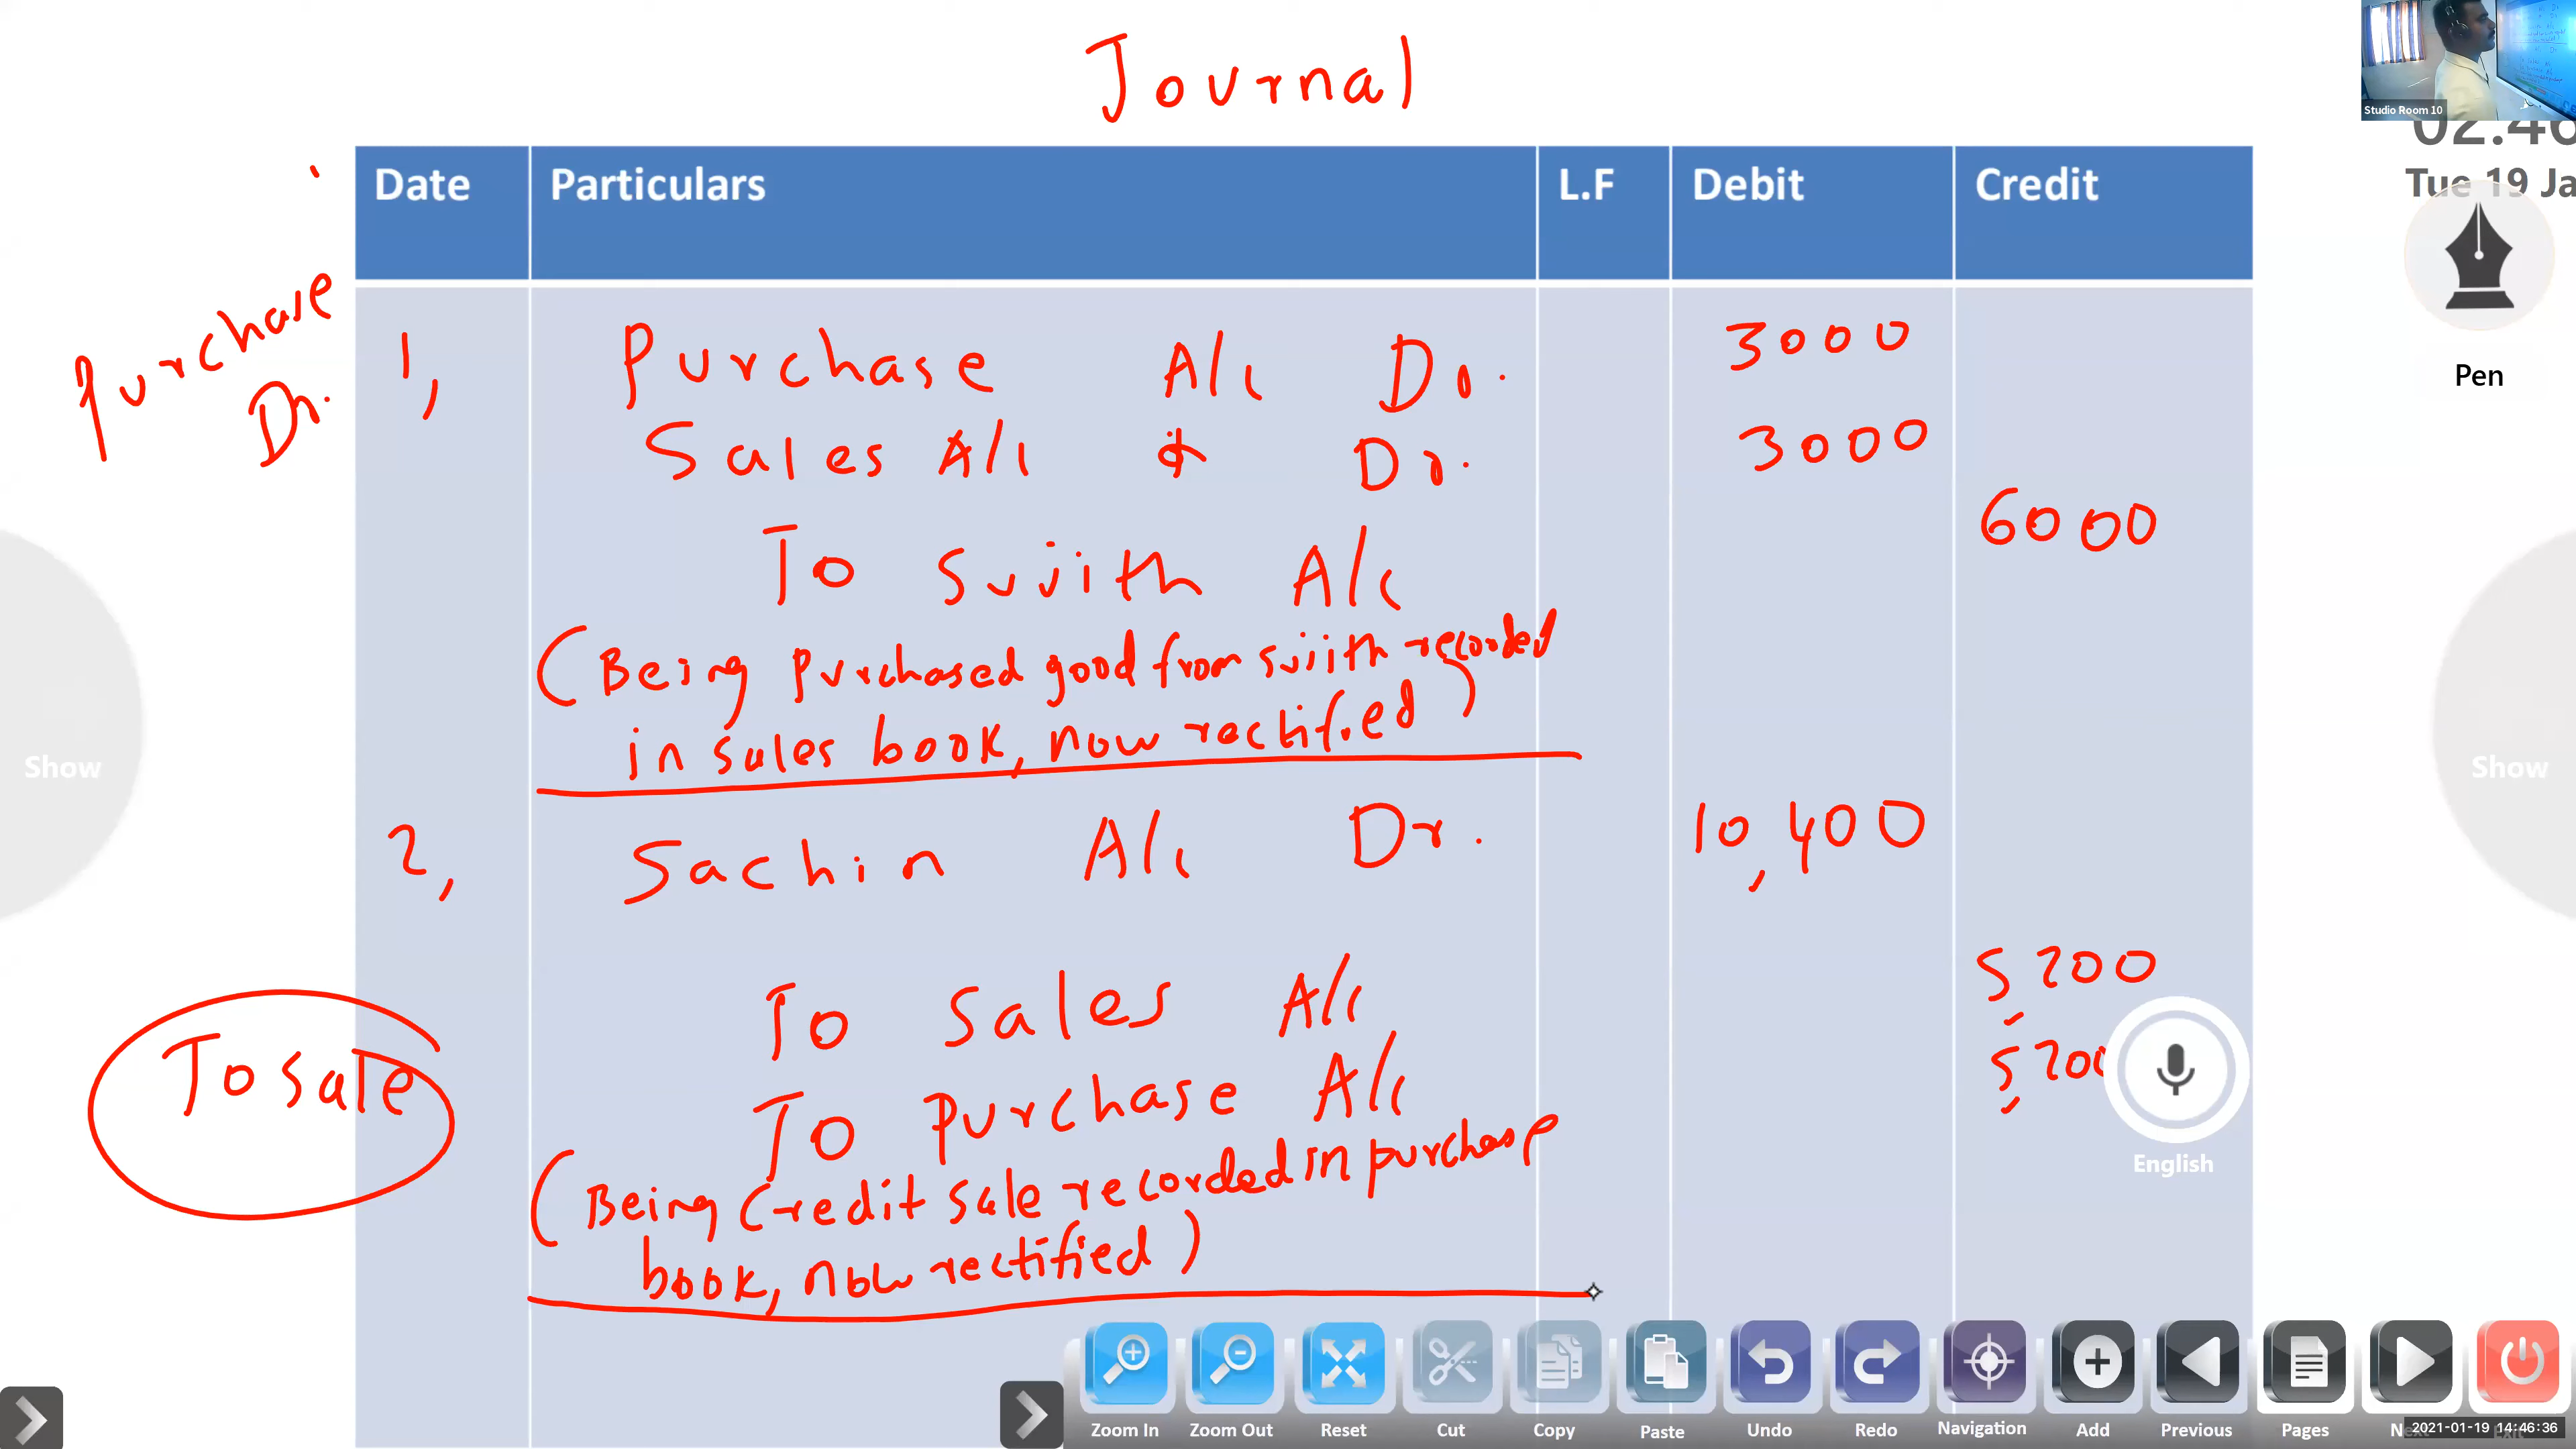 Journal
Studio Room 10
02:46
Tue 19 Ja
Date Particulars L.F Debit Credit
Pen
Purchase
Dr.
1, Purchase A/c Dr. 3000
Sales A/c Dr. 3000
To Sujith A/c 6000
(Being purchased good from sujith recorded
in sales book, now rectified)
Show
Show
2, Sachin A/c Dr. 10,400
To Sales A/c 5,200
To sale
To Purchase A/c 5,200
(Being credit sale recorded in purchase
book, now rectified)
English
Zoom In Zoom Out Reset Cut Copy Paste Undo Redo Navigation Add Previous Pages
2021-01-19 14:46:36